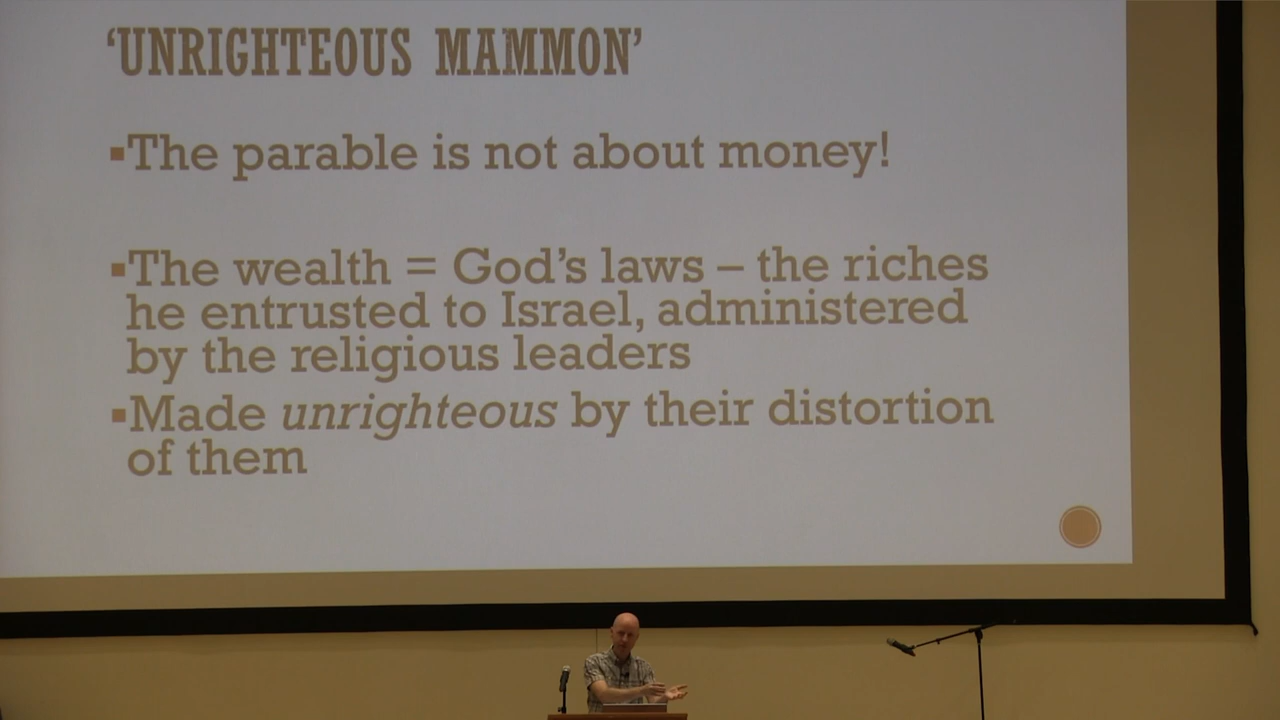 ‘UNRIGHTEOUS MAMMON’
▪The parable is not about money!
▪The wealth = God’s laws – the riches
he entrusted to Israel, administered
by the religious leaders
▪Made unrighteous by their distortion
of them